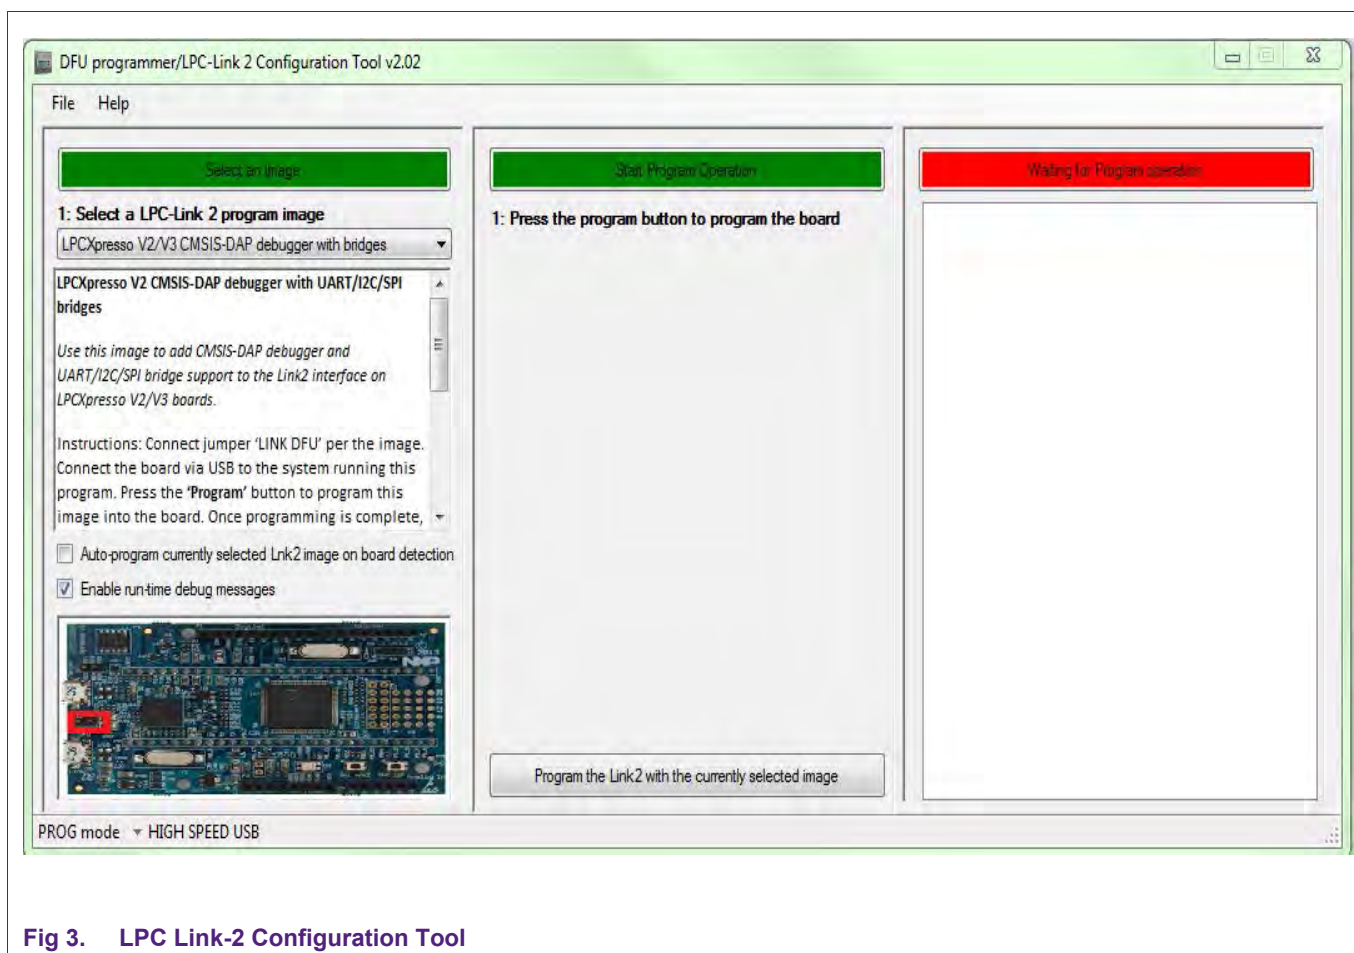 DFU programmer/LPC-Link 2 Configuration Tool v2.02
File Help
Select an Image
1: Select a LPC-Link 2 program image
LPCXpresso V2/V3 CMSIS-DAP debugger with bridges
LPCXpresso V2 CMSIS-DAP debugger with UART/I2C/SPI
bridges
Use this image to add CMSIS-DAP debugger and
UART/I2C/SPI bridge support to the Link2 interface on
LPCXpresso V2/V3 boards.
Instructions: Connect jumper ‘LINK DFU’ per the image.
Connect the board via USB to the system running this
program. Press the ‘Program’ button to program this
image into the board. Once programming is complete,
Auto-program currently selected Lnk2 image on board detection
Enable run-time debug messages
NXP
Start Program Operation
1: Press the program button to program the board
Program the Link2 with the currently selected image
Waiting for Program operation
PROG mode HIGH SPEED USB
Fig 3. LPC Link-2 Configuration Tool